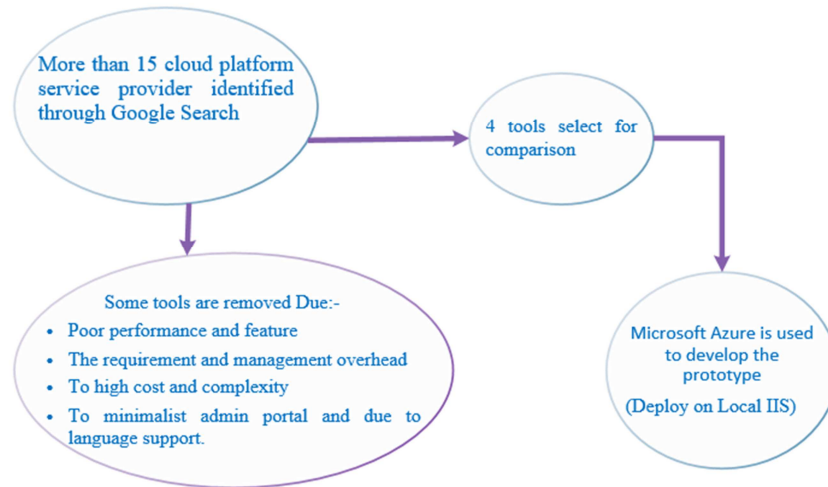 More than 15 cloud platform
service provider identified
through Google Search
4 tools select for
comparison
Some tools are removed Due:-
• Poor performance and feature
• The requirement and management overhead
• To high cost and complexity
• To minimalist admin portal and due to
language support.
Microsoft Azure is used
to develop the
prototype
(Deploy on Local IIS)